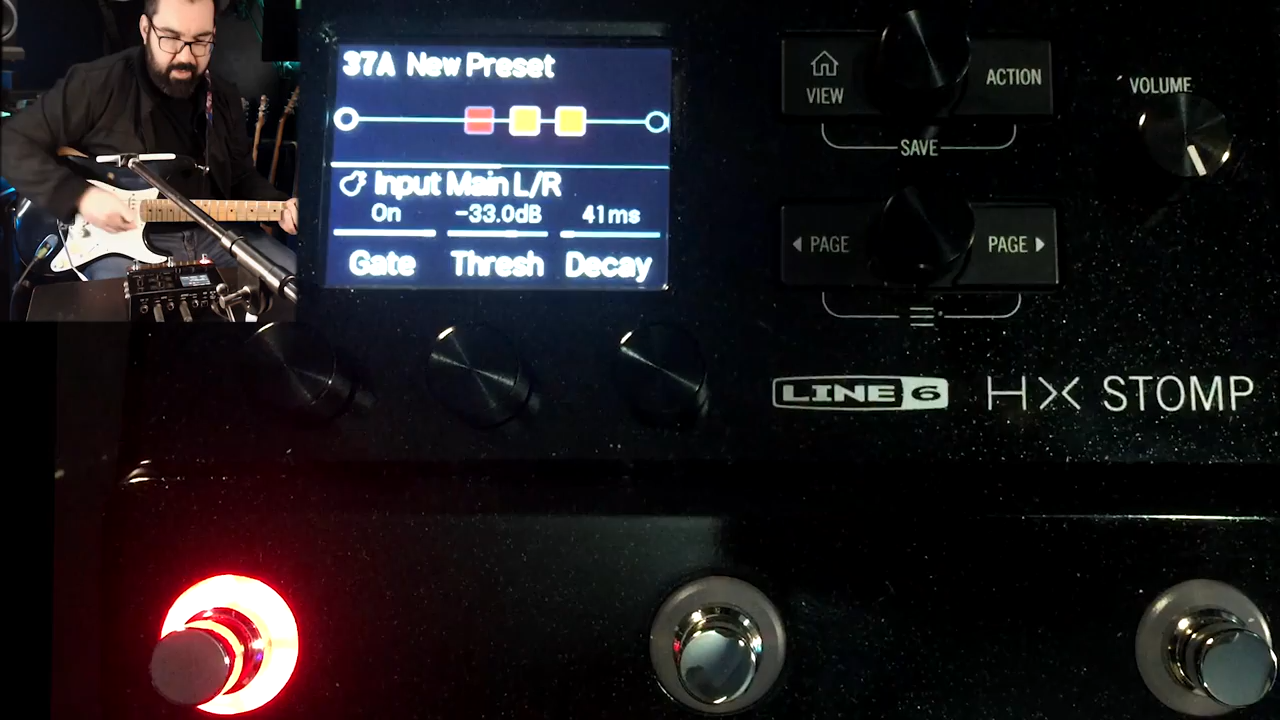 37A New Preset
Input Main L/R
On -33.0dB 41ms
Gate Thresh Decay
VIEW
ACTION
SAVE
VOLUME
PAGE
PAGE
LINE 6 HX STOMP